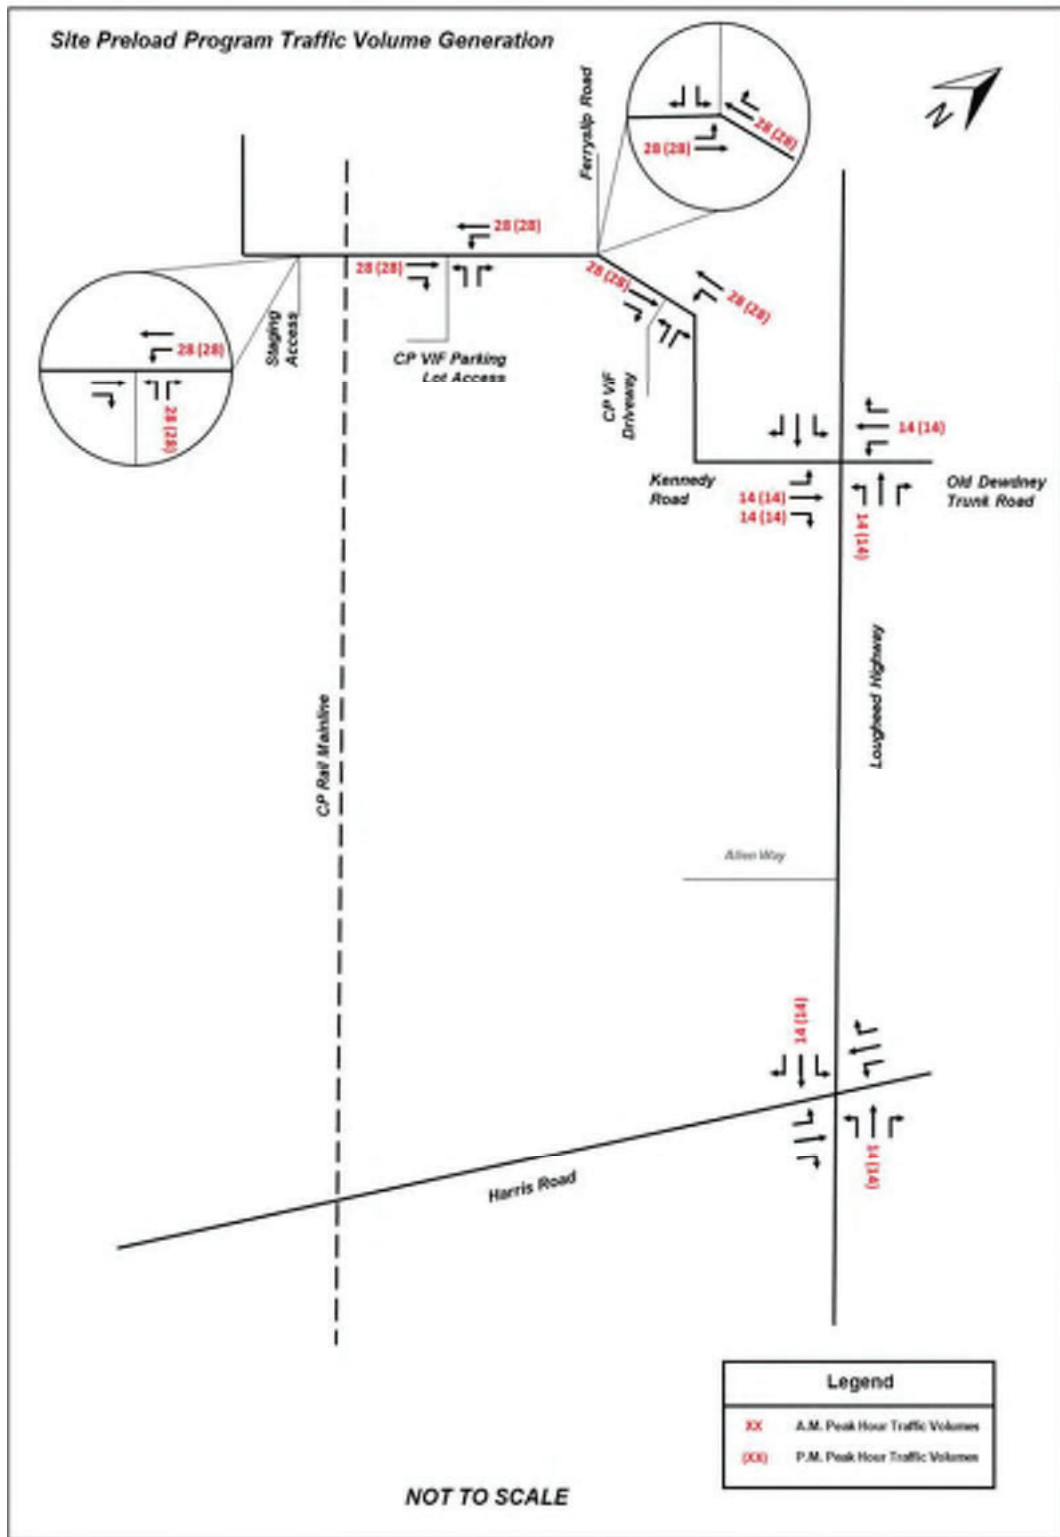 Site Preload Program Traffic Volume Generation
Ferryslip Road
28 (28)
28 (28)
N
28 (28)
28 (28)
28 (28)
28 (28)
Staging
Access
CP VIF Parking
Lot Access
28 (28)
28 (28)
CP VIF
Driveway
14 (14)
Kennedy
Road
14 (14)
14 (14)
Old Dewdney
Trunk Road
14 (14)
Lougheed Highway
CP Rail Mainline
Allen Way
14 (14)
14 (14)
Harris Road
Legend
XX A.M. Peak Hour Traffic Volumes
(XX) P.M. Peak Hour Traffic Volumes
NOT TO SCALE